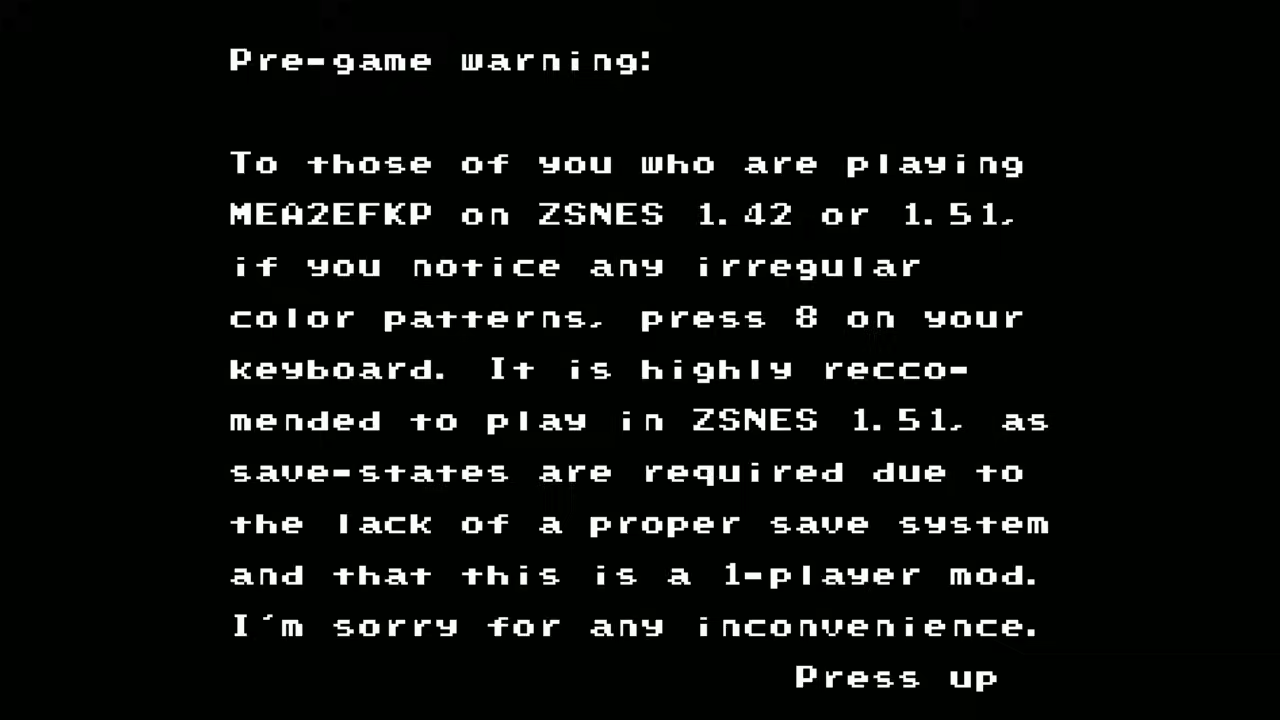 Pre-game warning:
To those of you who are playing
MEA2EFKP on ZSNES 1.42 or 1.51,
if you notice any irregular
color patterns, press 8 on your
keyboard. It is highly recco-
mended to play in ZSNES 1.51, as
save-states are required due to
the lack of a proper save system
and that this is a 1-player mod.
I'm sorry for any inconvenience.
Press up